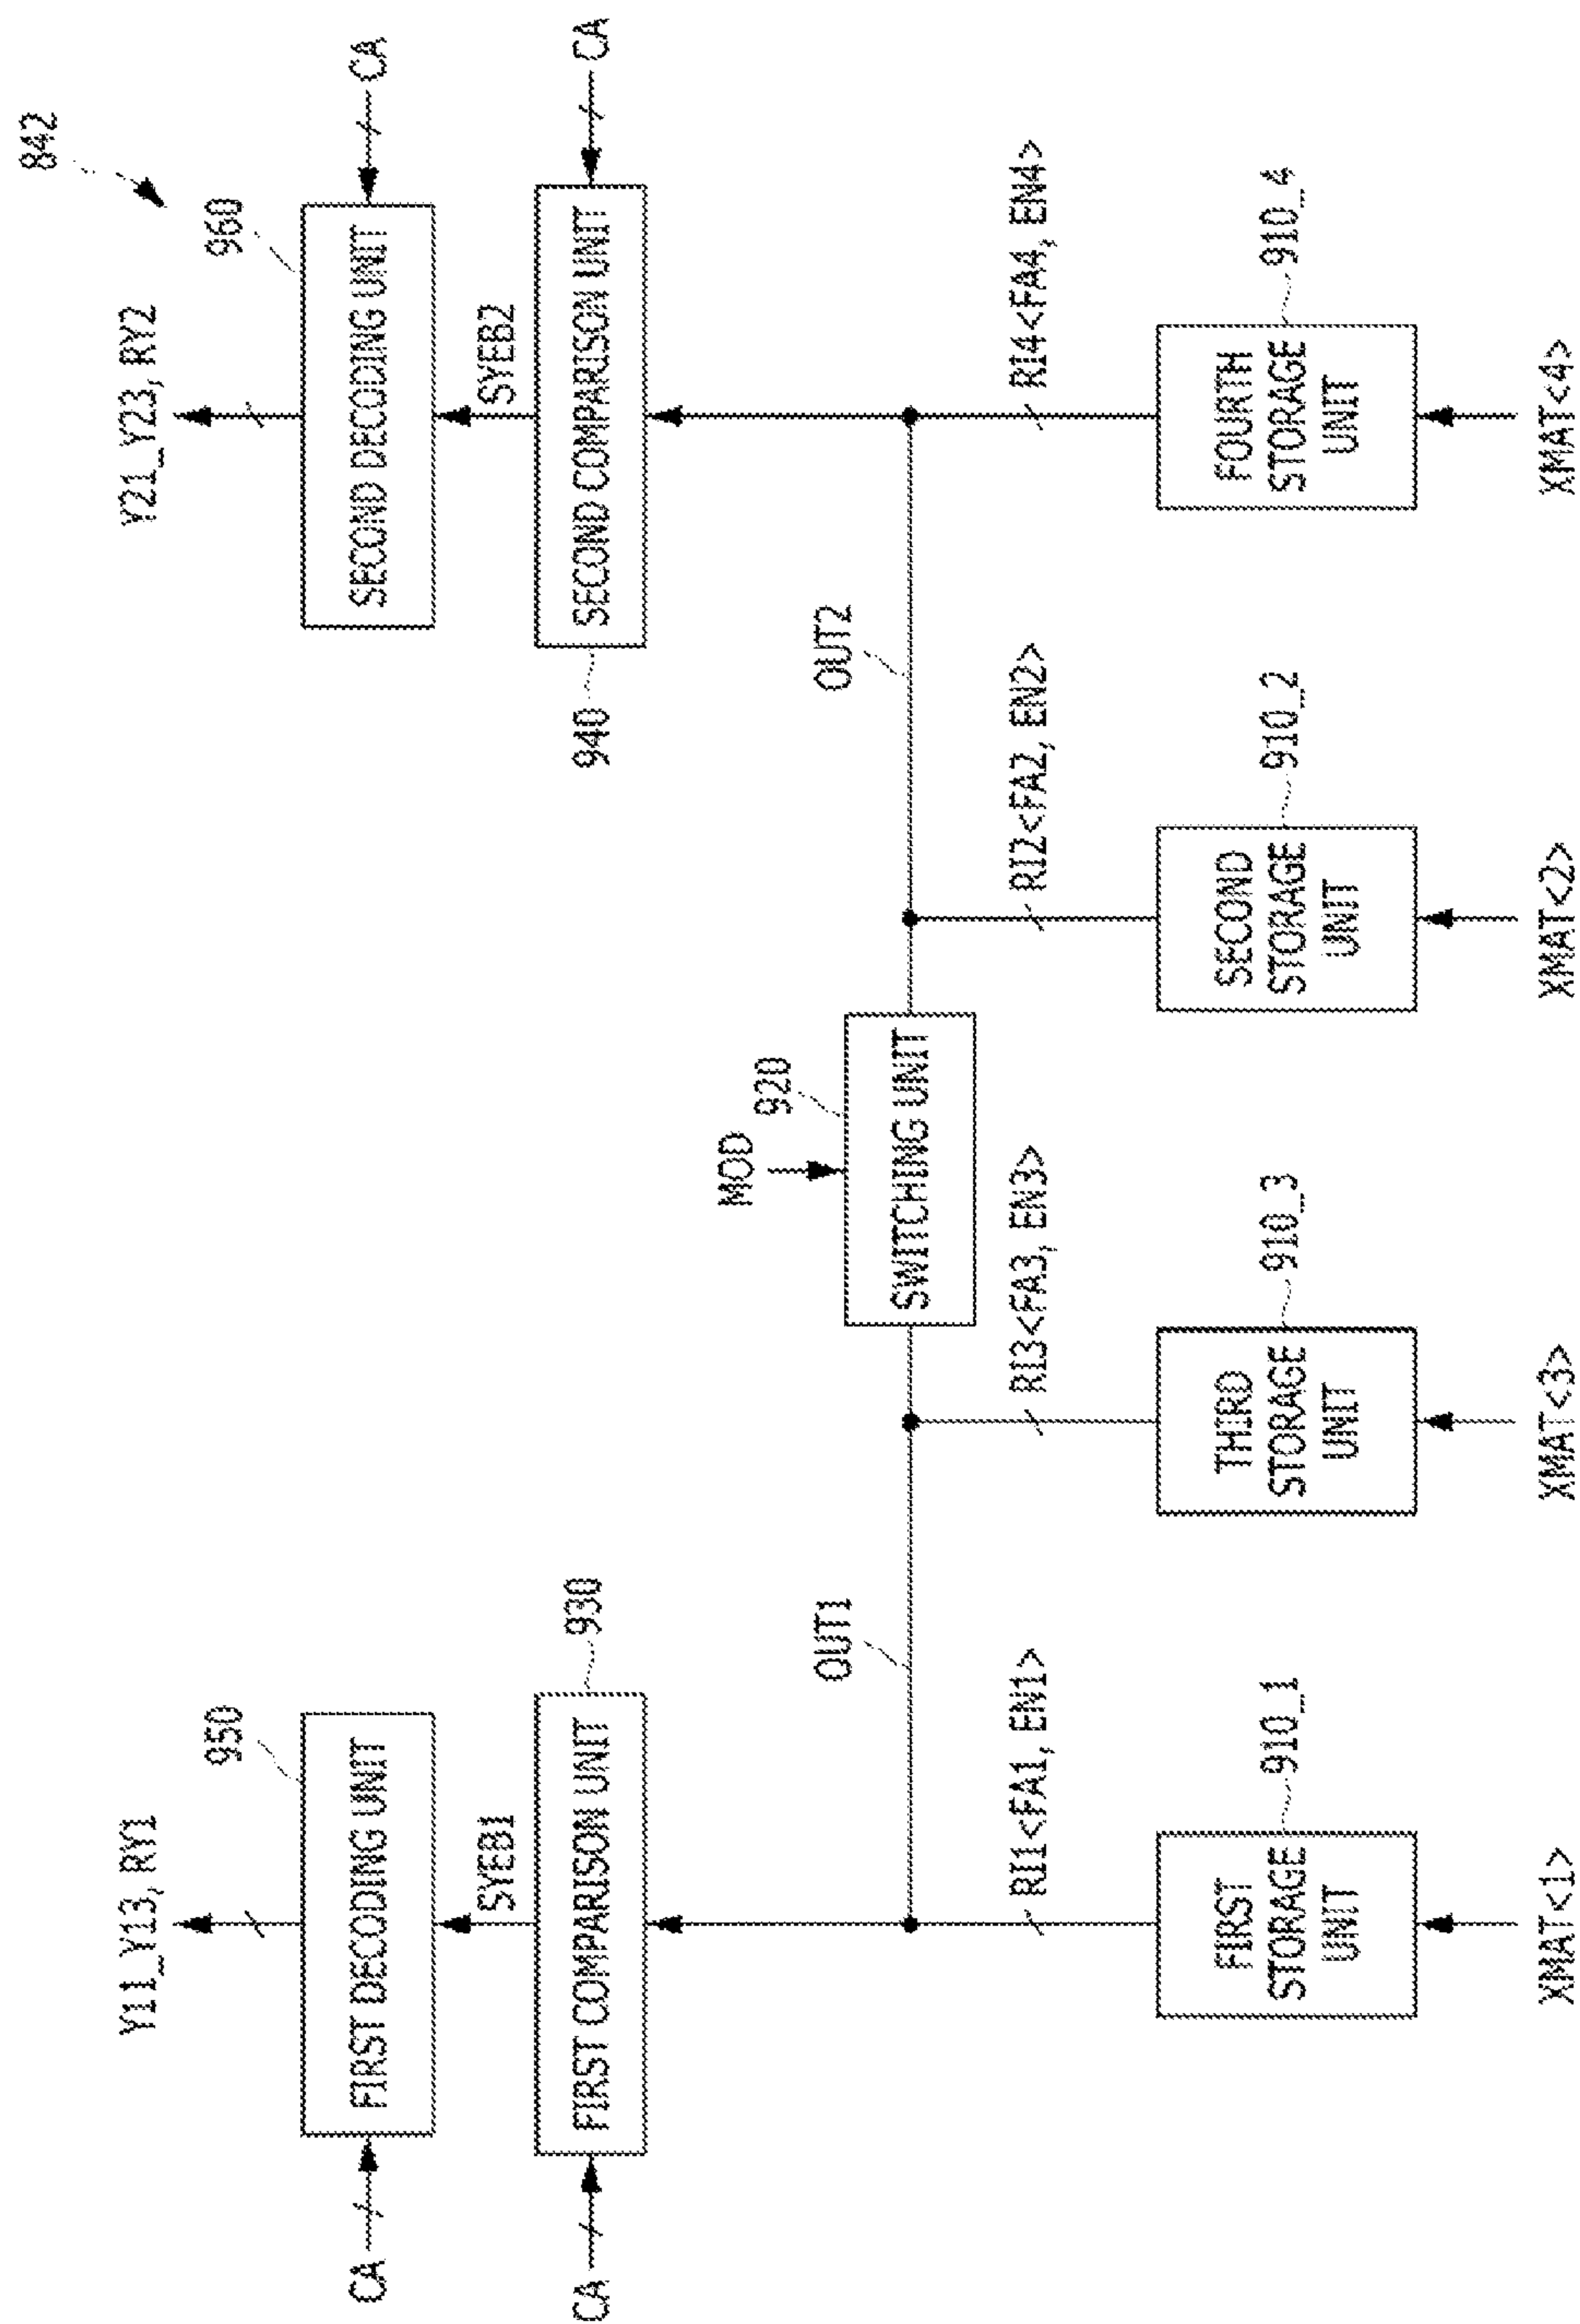 842
Y11_Y13, RY1
Y21_Y23, RY2
950
960
CA
FIRST DECODING UNIT
SECOND DECODING UNIT
CA
SYEB1
SYEB2
CA
FIRST COMPARISON UNIT
930
940
SECOND COMPARISON UNIT
CA
MOD
920
OUT1
OUT2
SWITCHING UNIT
RI1<FA1, EN1>
RI3<FA3, EN3>
RI2<FA2, EN2>
RI4<FA4, EN4>
910_1
910_3
910_2
910_4
FIRST
STORAGE
UNIT
THIRD
STORAGE
UNIT
SECOND
STORAGE
UNIT
FOURTH
STORAGE
UNIT
XMAT<1>
XMAT<3>
XMAT<2>
XMAT<4>